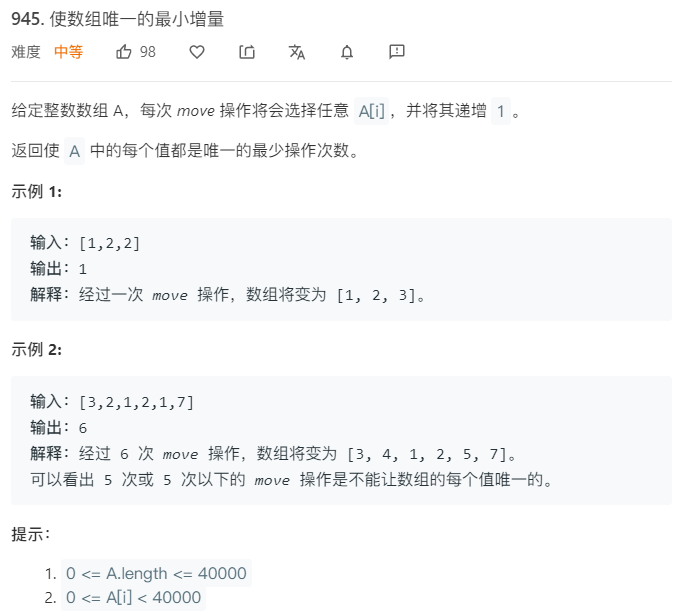 945. 使数组唯一的最小增量
难度 中等 98 文A
给定整数数组 A，每次 move 操作将会选择任意 A[i]，并将其递增 1。
返回使 A 中的每个值都是唯一的最少操作次数。
示例 1:
输入：[1,2,2]
输出：1
解释：经过一次 move 操作，数组将变为 [1, 2, 3]。
示例 2:
输入：[3,2,1,2,1,7]
输出：6
解释：经过 6 次 move 操作，数组将变为 [3, 4, 1, 2, 5, 7]。
可以看出 5 次或 5 次以下的 move 操作是不能让数组的每个值唯一的。
提示：
1. 0 <= A.length <= 40000
2. 0 <= A[i] < 40000